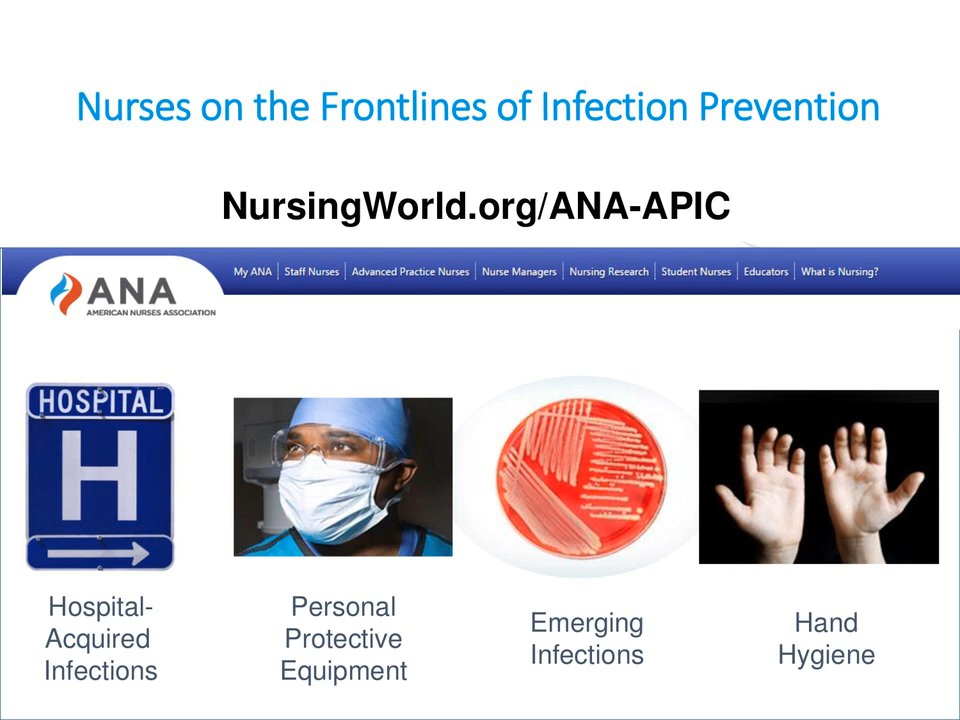 Nurses on the Frontlines of Infection Prevention
NursingWorld.org/ANA-APIC
My ANA Staff Nurses Advanced Practice Nurses Nurse Managers Nursing Research Student Nurses Educators What is Nursing?
ANA
AMERICAN NURSES ASSOCIATION
HOSPITAL
H
Hospital-
Acquired
Infections
Personal
Protective
Equipment
Emerging
Infections
Hand
Hygiene